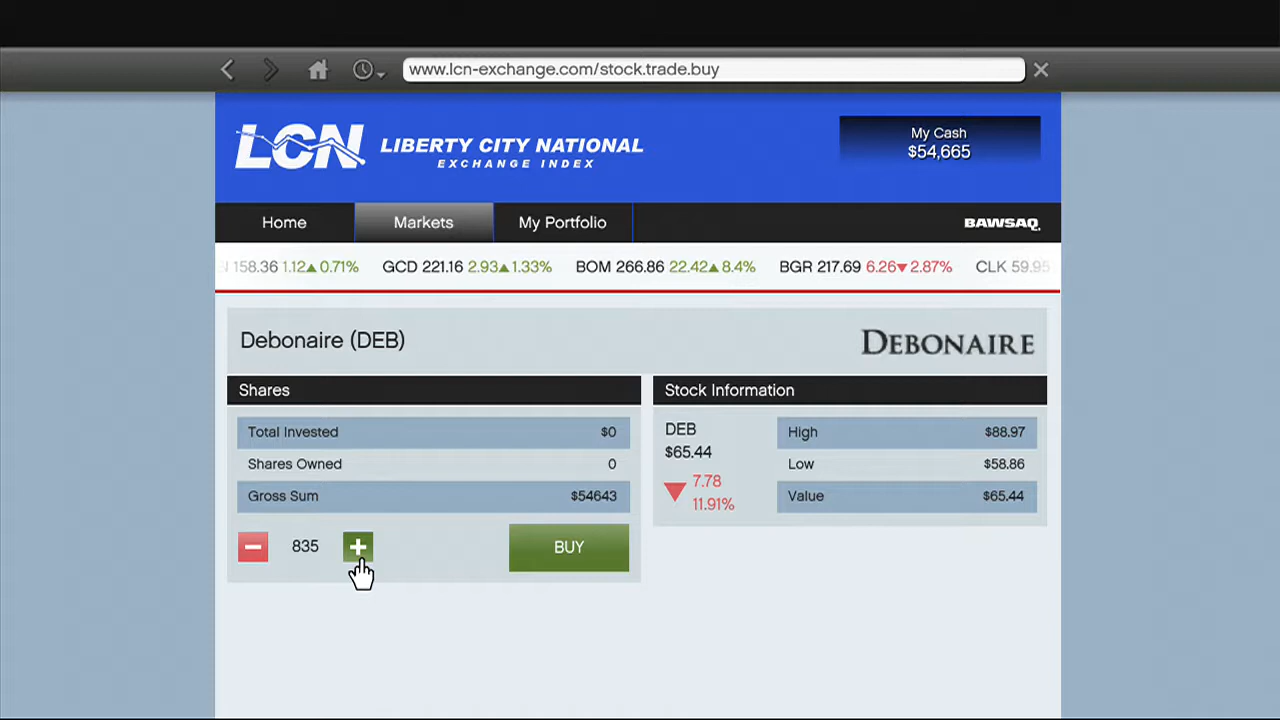 www.lcn-exchange.com/stock.trade.buy
LCN LIBERTY CITY NATIONAL
EXCHANGE INDEX
My Cash
$54,665
Home Markets My Portfolio BAWSAQ
158.36 1.12▲0.71% GCD 221.16 2.93▲1.33% BOM 266.86 22.42▲8.4% BGR 217.69 6.26▼2.87% CLK 59.95
Debonaire (DEB) DEBONAIRE
Shares
Total Invested $0
Shares Owned 0
Gross Sum $54643
835
BUY
Stock Information
DEB
$65.44
7.78
11.91%
High $88.97
Low $58.86
Value $65.44